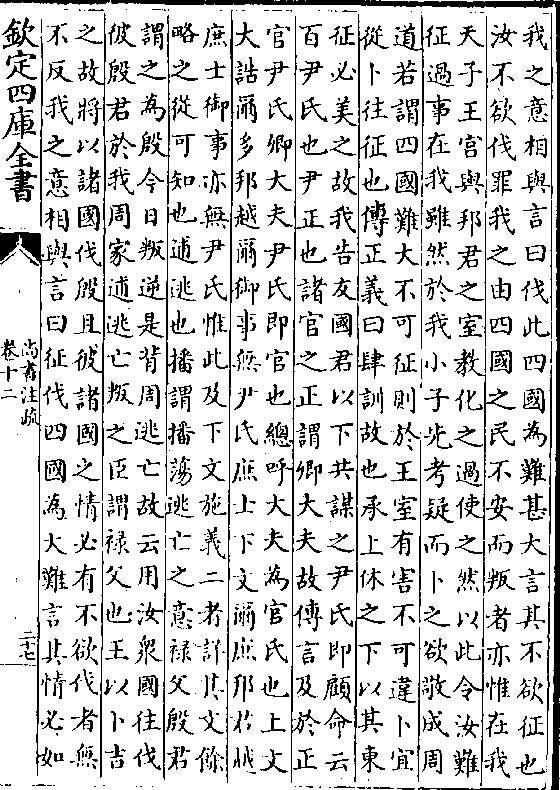 我之意相與言曰伐此四國為難甚大言其不欲征也
汝不欲伐罪我之由四國之民不安而叛者亦惟在我
天子王宮與邦君之室教化之過使之然以此令汝難
征過事在我雖然於我小子先考疑而卜之欲敬成周
道若謂四國難大不可征則於王室有害不可違卜宜
從卜往征也傳正義曰肆訓故也承上休之下以其東
征必美之故我告友國君以下共謀之尹氏即顧命云
百尹氏也尹正也諸官之正謂卿大夫故傳言及於正
官尹氏卿大夫尹氏即官也總呼大夫為官氏也上文
大誥爾多邦越爾御事無尹氏庶士下文爾庶邦君越
庶士御事亦無尹氏惟此及下文施義二者詳其文餘
略之從可知也逋逃也播謂播蕩逃亡之意祿父殷君
謂之為殷今日叛逆是背周逃亡故云用汝衆國往伐
彼殷君於我周家逋逃亡叛之臣謂祿父也王以卜吉
之故將以諸國伐殷且彼諸國之情必有不欲伐者無
不反我之意相與言曰征伐四國為大難言其情必如
欽定四庫全書
尚書注疏
卷十二
二十七